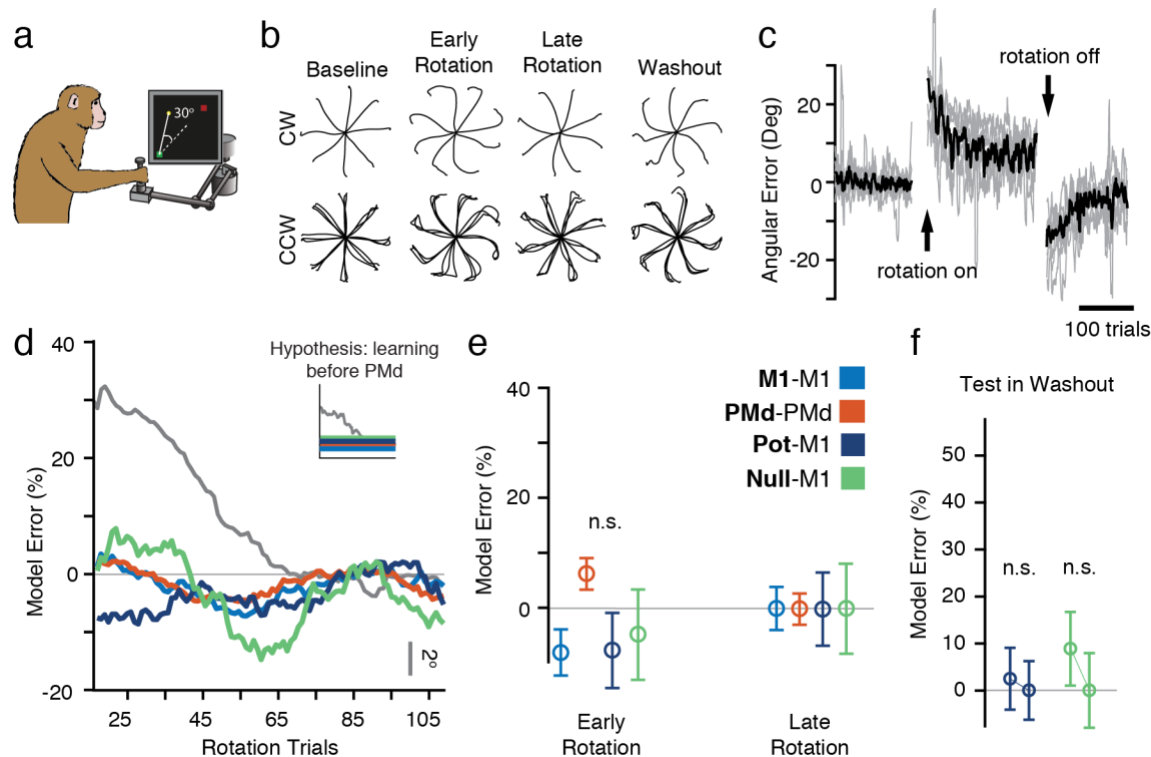 a
30°
b
Baseline
Early
Rotation
Late
Rotation
Washout
CW
CCW
c
Angular Error (Deg)
20
0
-20
rotation on
rotation off
100 trials
d
Model Error (%)
40
20
0
-20
Hypothesis: learning
before PMd
2°
25
45
65
85
105
Rotation Trials
e
Model Error (%)
40
20
0
n.s.
M1-M1
PMd-PMd
Pot-M1
Null-M1
Early
Rotation
Late
Rotation
f
Test in Washout
Model Error (%)
50
40
30
20
10
0
n.s.
n.s.